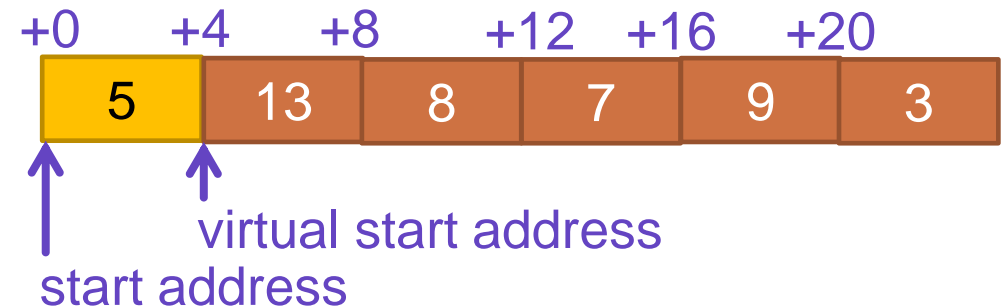 +0 +4 +8 +12 +16 +20
5 13 8 7 9 3
virtual start address
start address